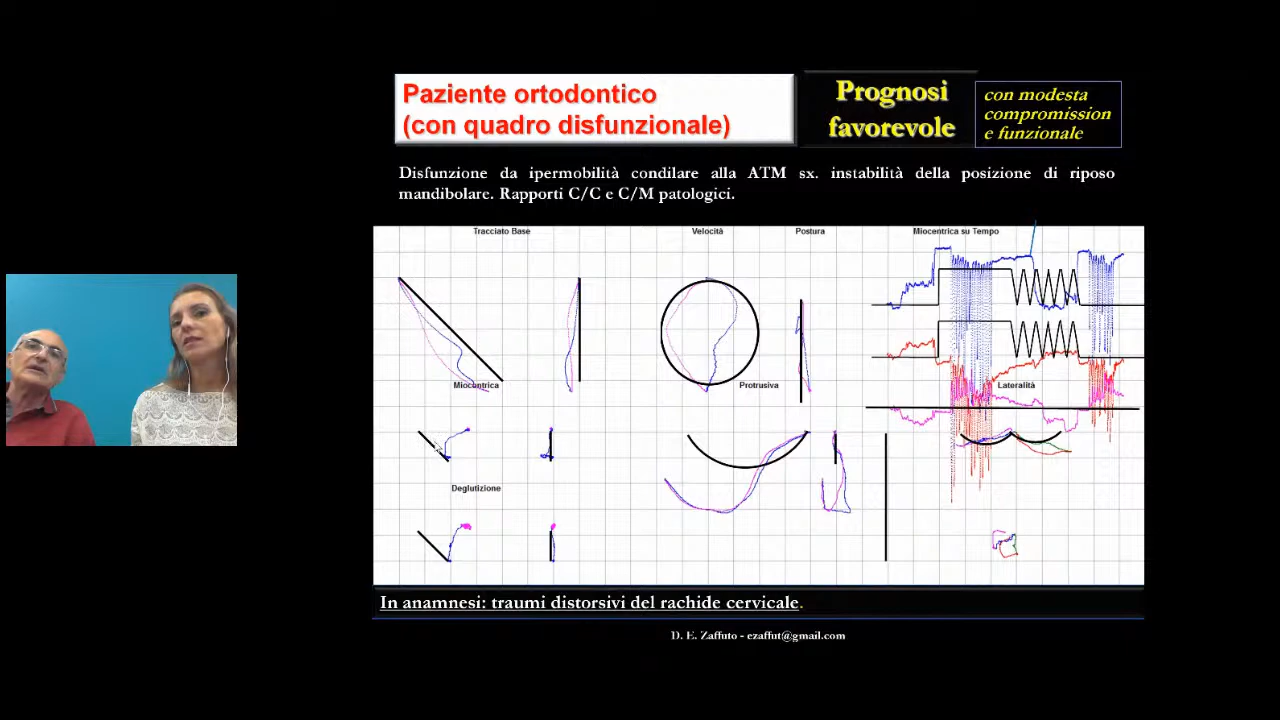 Paziente ortodontico
(con quadro disfunzionale)
Prognosi
favorevole
con modesta
compromission
e funzionale
Disfunzione da ipermobilità condilare alla ATM sx. instabilità della posizione di riposo
mandibolare. Rapporti C/C e C/M patologici.
Tracciato Base
Velocità
Postura
Miocentrica su Tempo
Miocentrica
Protrusiva
Lateralità
Deglutizione
In anamnesi: traumi distorsivi del rachide cervicale.
D. E. Zaffuto - ezaffut@gmail.com